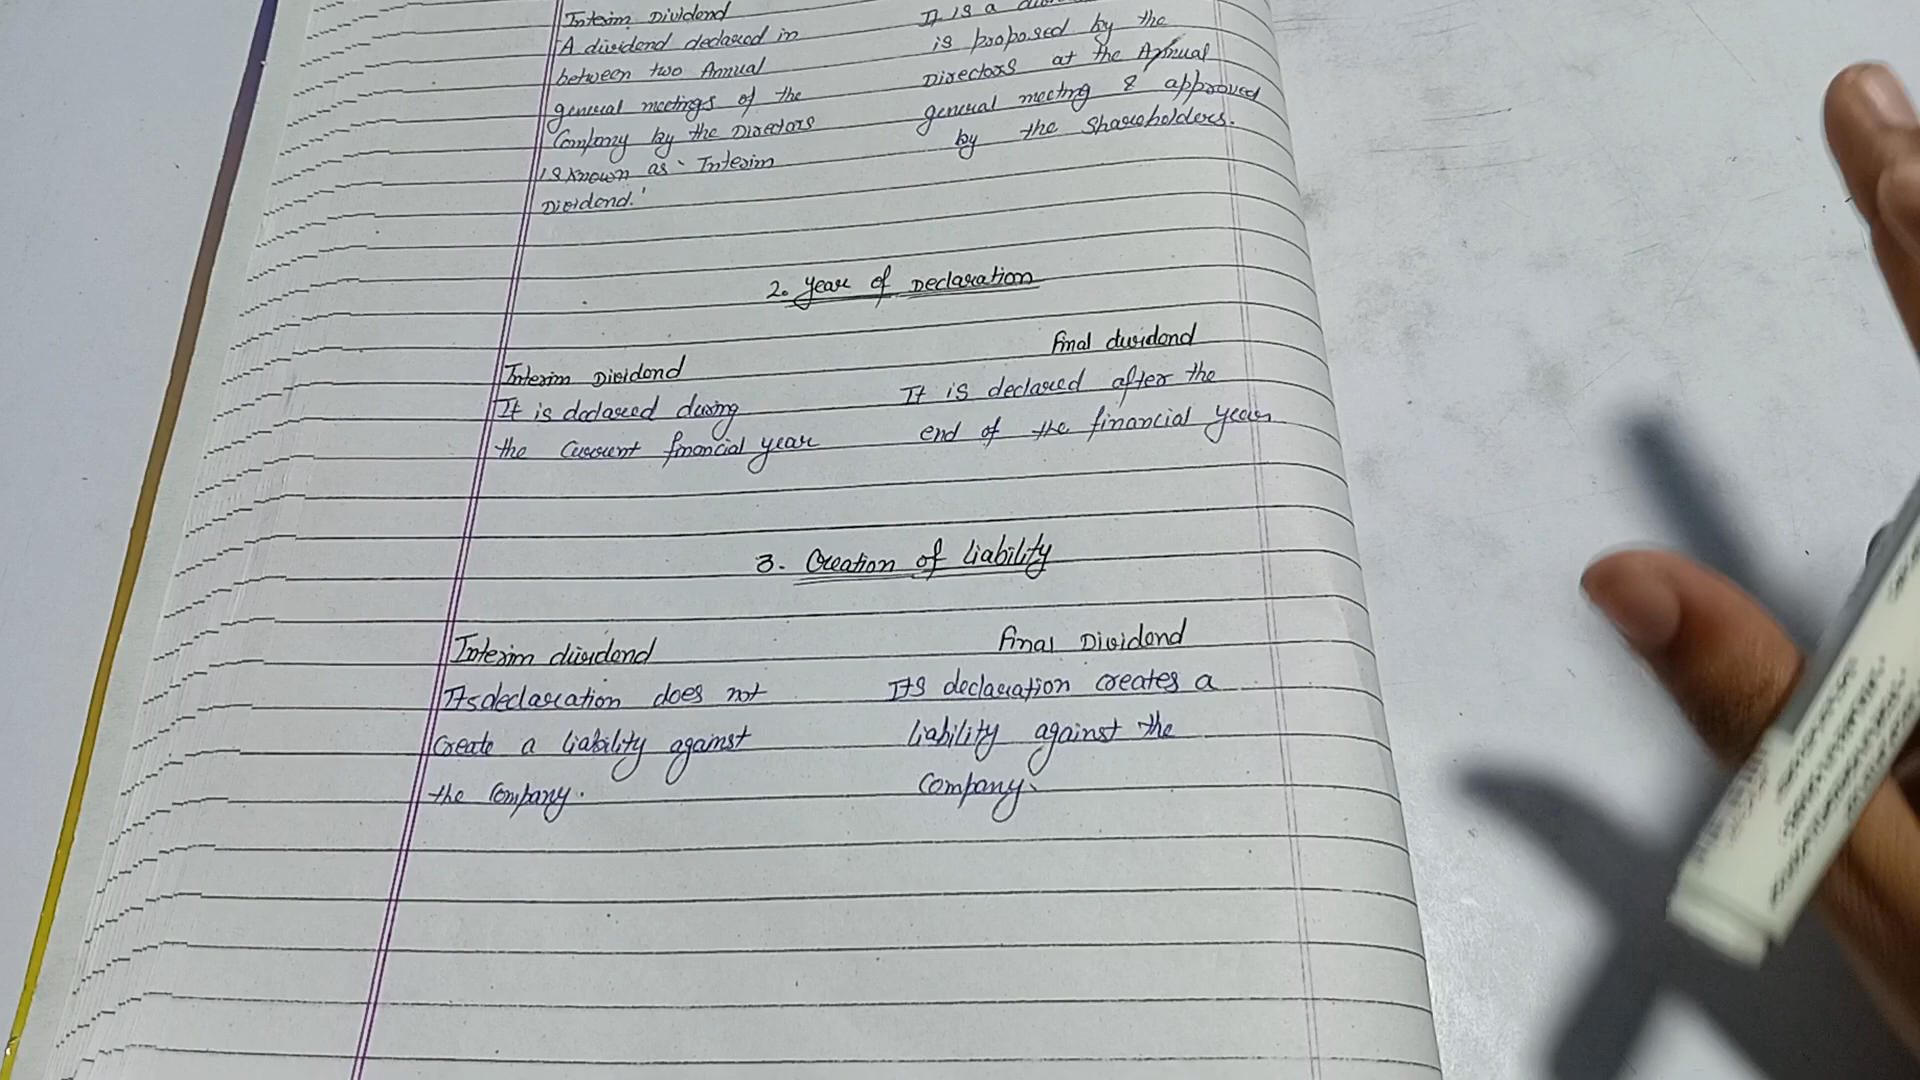 Interim Dividend
A dividend declared in
between two Annual
general meetings of the
Company by the Directors
is known as ` Interim
Dividend.'
It is a
is proposed by the
Directors at the Annual
general meeting & approved
by the shareholders.
2. Year of Declaration
Interim Dividend
It is declared during
the Current financial year
final dividend
It is declared after the
end of the financial year
3. Creation of liability
Interim dividend
Its declaration does not
Create a liability against
the Company.
final Dividend
Its declaration creates a
liability against the
Company.